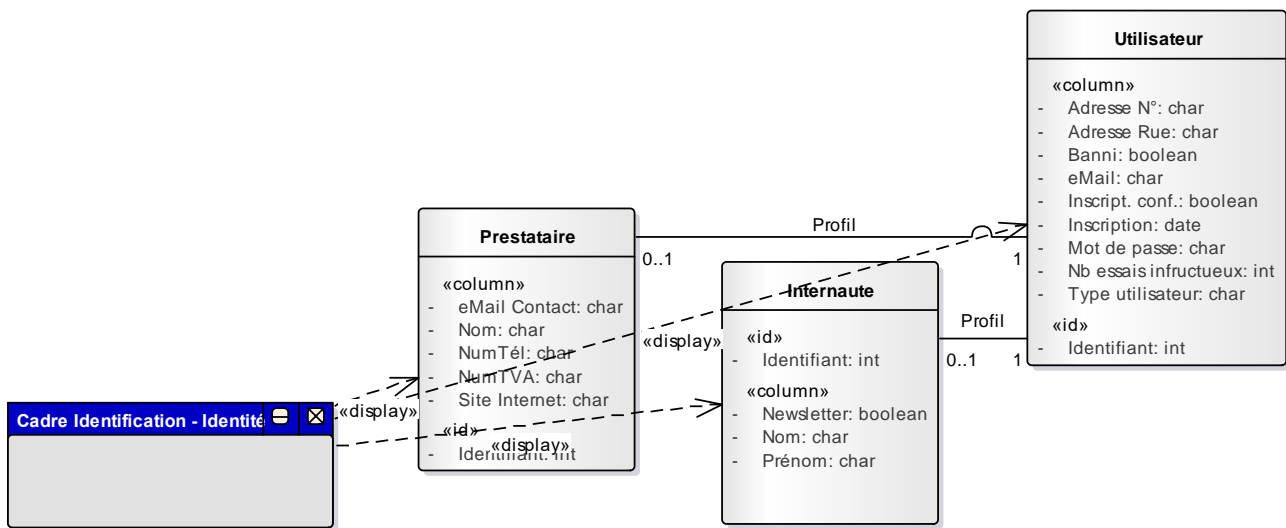 Utilisateur
«column»
- Adresse N°: char
- Adresse Rue: char
- Banni: boolean
- eMail: char
- Inscript. conf.: boolean
- Inscription: date
- Mot de passe: char
- Nb essais infructueux: int
- Type utilisateur: char
«id»
- Identifiant: int
Prestataire
«column»
- eMail Contact: char
- Nom: char
- NumTél: char
- NumTVA: char
- Site Internet: char
«id»
- Identifiant: int
Profil
0..1
1
Internaute
«id»
- Identifiant: int
«column»
- Newsletter: boolean
- Nom: char
- Prénom: char
Profil
0..1
1
«display»
«display»
«display»
Cadre Identification - Identité